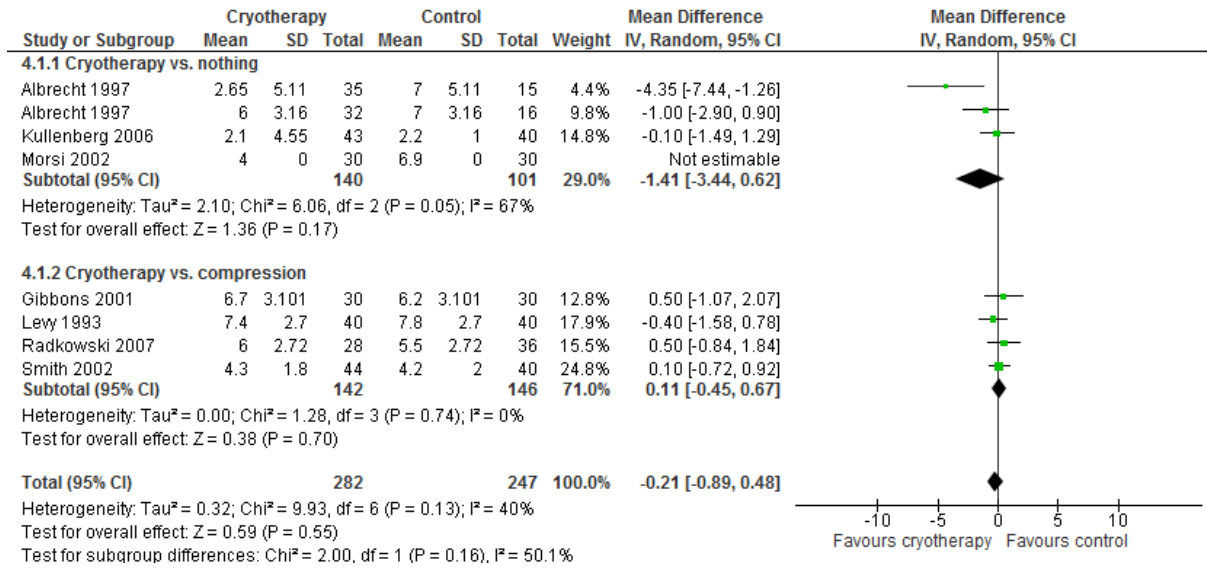 Cryotherapy Control Mean Difference Mean Difference
Study or Subgroup Mean SD Total Mean SD Total Weight IV, Random, 95% CI IV, Random, 95% CI
4.1.1 Cryotherapy vs. nothing
Albrecht 1997 2.65 5.11 35 7 5.11 15 4.4% -4.35 [-7.44, -1.26]
Albrecht 1997 6 3.16 32 7 3.16 16 9.8% -1.00 [-2.90, 0.90]
Kullenberg 2006 2.1 4.55 43 2.2 1 40 14.8% -0.10 [-1.49, 1.29]
Morsi 2002 4 0 30 6.9 0 30 Not estimable
Subtotal (95% CI) 140 101 29.0% -1.41 [-3.44, 0.62]
Heterogeneity: Tau² = 2.10; Chi² = 6.06, df = 2 (P = 0.05); I² = 67%
Test for overall effect: Z = 1.36 (P = 0.17)
4.1.2 Cryotherapy vs. compression
Gibbons 2001 6.7 3.101 30 6.2 3.101 30 12.8% 0.50 [-1.07, 2.07]
Levy 1993 7.4 2.7 40 7.8 2.7 40 17.9% -0.40 [-1.58, 0.78]
Radkowski 2007 6 2.72 28 5.5 2.72 36 15.5% 0.50 [-0.84, 1.84]
Smith 2002 4.3 1.8 44 4.2 2 40 24.8% 0.10 [-0.72, 0.92]
Subtotal (95% CI) 142 146 71.0% 0.11 [-0.45, 0.67]
Heterogeneity: Tau² = 0.00; Chi² = 1.28, df = 3 (P = 0.74); I² = 0%
Test for overall effect: Z = 0.38 (P = 0.70)
Total (95% CI) 282 247 100.0% -0.21 [-0.89, 0.48]
Heterogeneity: Tau² = 0.32; Chi² = 9.93, df = 6 (P = 0.13); I² = 40%
Test for overall effect: Z = 0.59 (P = 0.55)
Test for subgroup differences: Chi² = 2.00, df = 1 (P = 0.16), I² = 50.1%
-10 -5 0 5 10
Favours cryotherapy Favours control